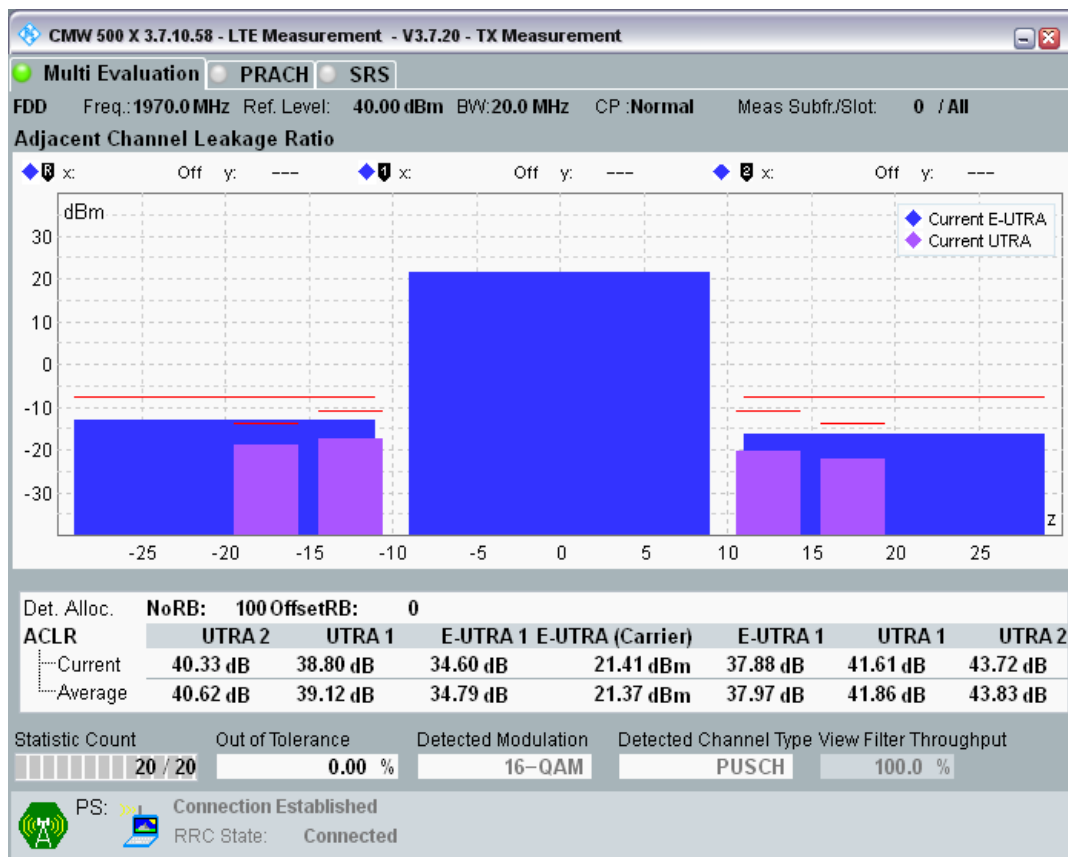 CMW 500 X 3.7.10.58 - LTE Measurement - V3.7.20 - TX Measurement
Multi Evaluation PRACH SRS
FDD Freq.:1970.0 MHz Ref. Level: 40.00 dBm BW:20.0 MHz CP :Normal Meas Subfr./Slot: 0 / All
Adjacent Channel Leakage Ratio
R x: Off y: --- 1 x: Off y: --- 2 x: Off y: ---
dBm
Current E-UTRA
Current UTRA
30
20
10
0
-10
-20
-30
z
-25 -20 -15 -10 -5 0 5 10 15 20 25
Det. Alloc. NoRB: 100 OffsetRB: 0
ACLR UTRA 2 UTRA 1 E-UTRA 1 E-UTRA (Carrier) E-UTRA 1 UTRA 1 UTRA 2
Current 40.33 dB 38.80 dB 34.60 dB 21.41 dBm 37.88 dB 41.61 dB 43.72 dB
Average 40.62 dB 39.12 dB 34.79 dB 21.37 dBm 37.97 dB 41.86 dB 43.83 dB
Statistic Count Out of Tolerance Detected Modulation Detected Channel Type View Filter Throughput
20 / 20 0.00 % 16-QAM PUSCH 100.0 %
PS: Connection Established
RRC State: Connected